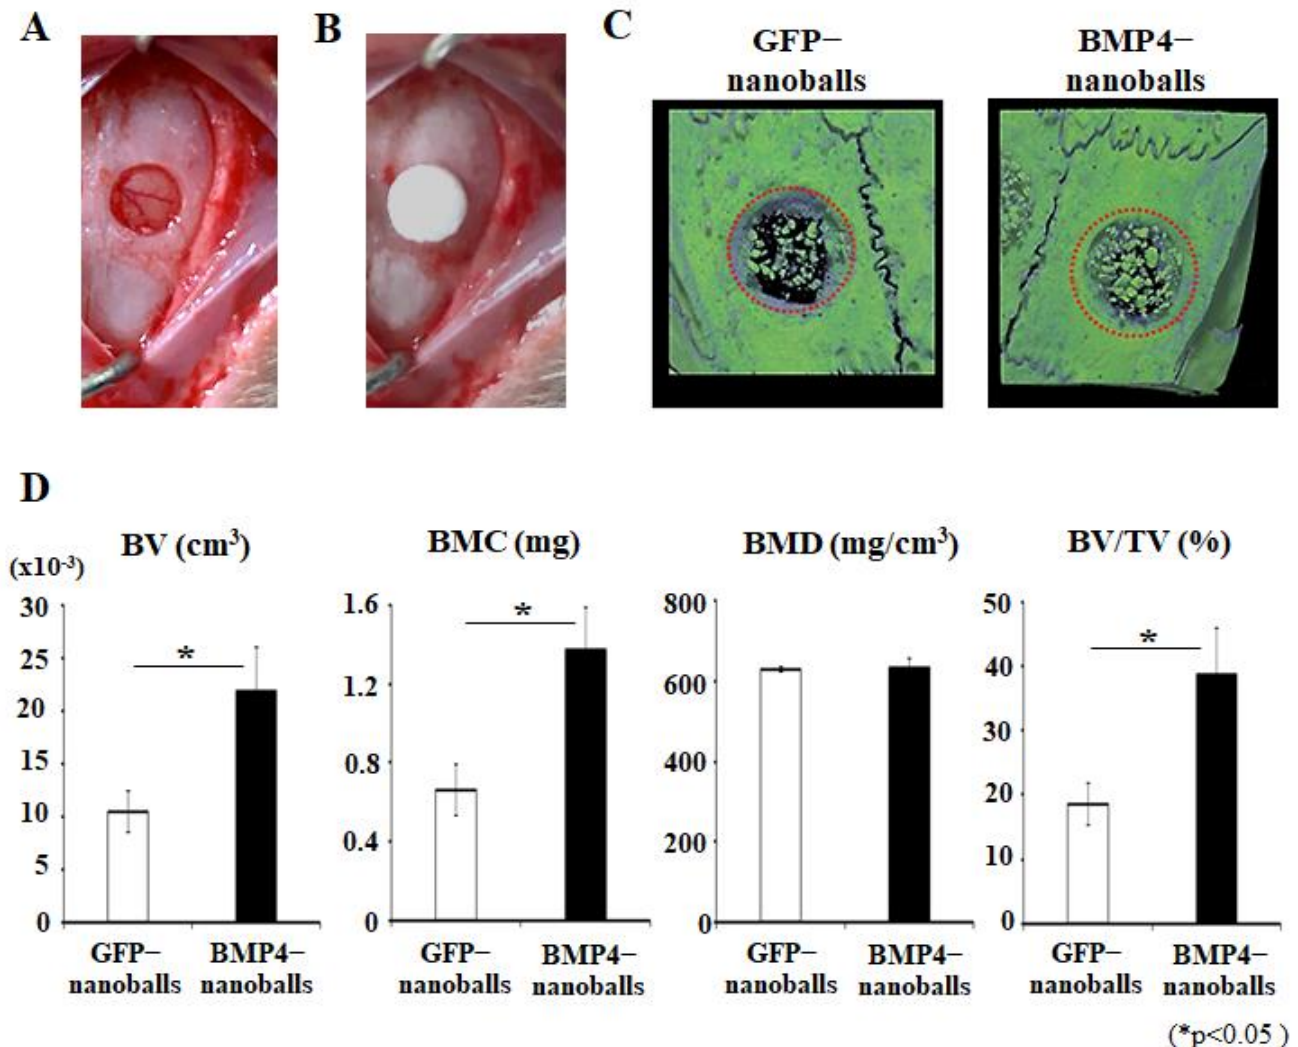 A
B
C
GFP−
nanoballs
BMP4−
nanoballs
D
BV (cm³)
(x10⁻³)
30
25
20
15
10
5
0
GFP−
nanoballs
BMP4−
nanoballs
*
BMC (mg)
1.6
1.2
0.8
0.4
0
GFP−
nanoballs
BMP4−
nanoballs
*
BMD (mg/cm³)
800
600
400
200
0
GFP−
nanoballs
BMP4−
nanoballs
BV/TV (%)
50
40
30
20
10
0
GFP−
nanoballs
BMP4−
nanoballs
*
(*p<0.05 )